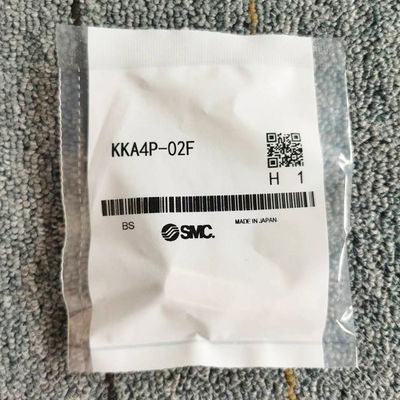 KKA4P-02F
H 1
BS
SMC.
MADE IN JAPAN